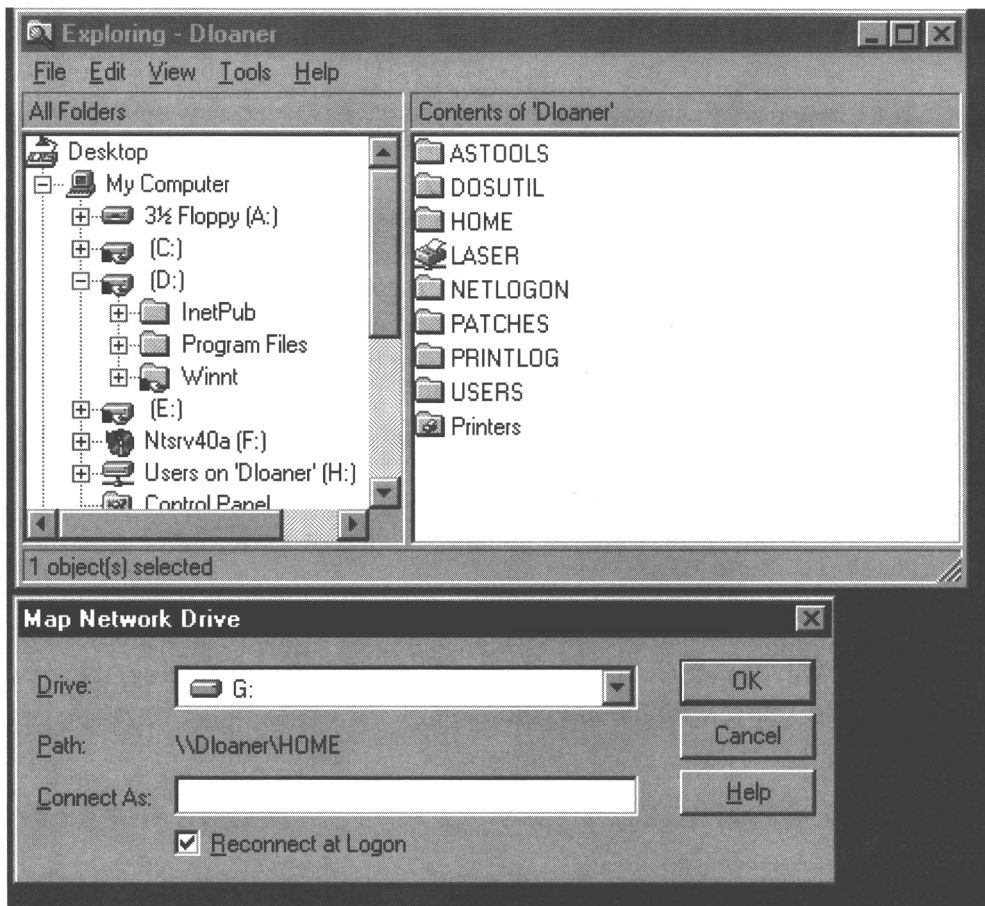 Exploring - Dloaner
File Edit View Tools Help
All Folders
Contents of 'Dloaner'
Desktop
My Computer
3½ Floppy (A:)
(C:)
(D:)
InetPub
Program Files
Winnt
(E:)
Ntsrv40a (F:)
Users on 'Dloaner' (H:)
Control Panel
ASTOOLS
DOSUTIL
HOME
LASER
NETLOGON
PATCHES
PRINTLOG
USERS
Printers
1 object(s) selected
Map Network Drive
Drive: G:
OK
Path: \\Dloaner\HOME
Cancel
Connect As:
Help
Reconnect at Logon